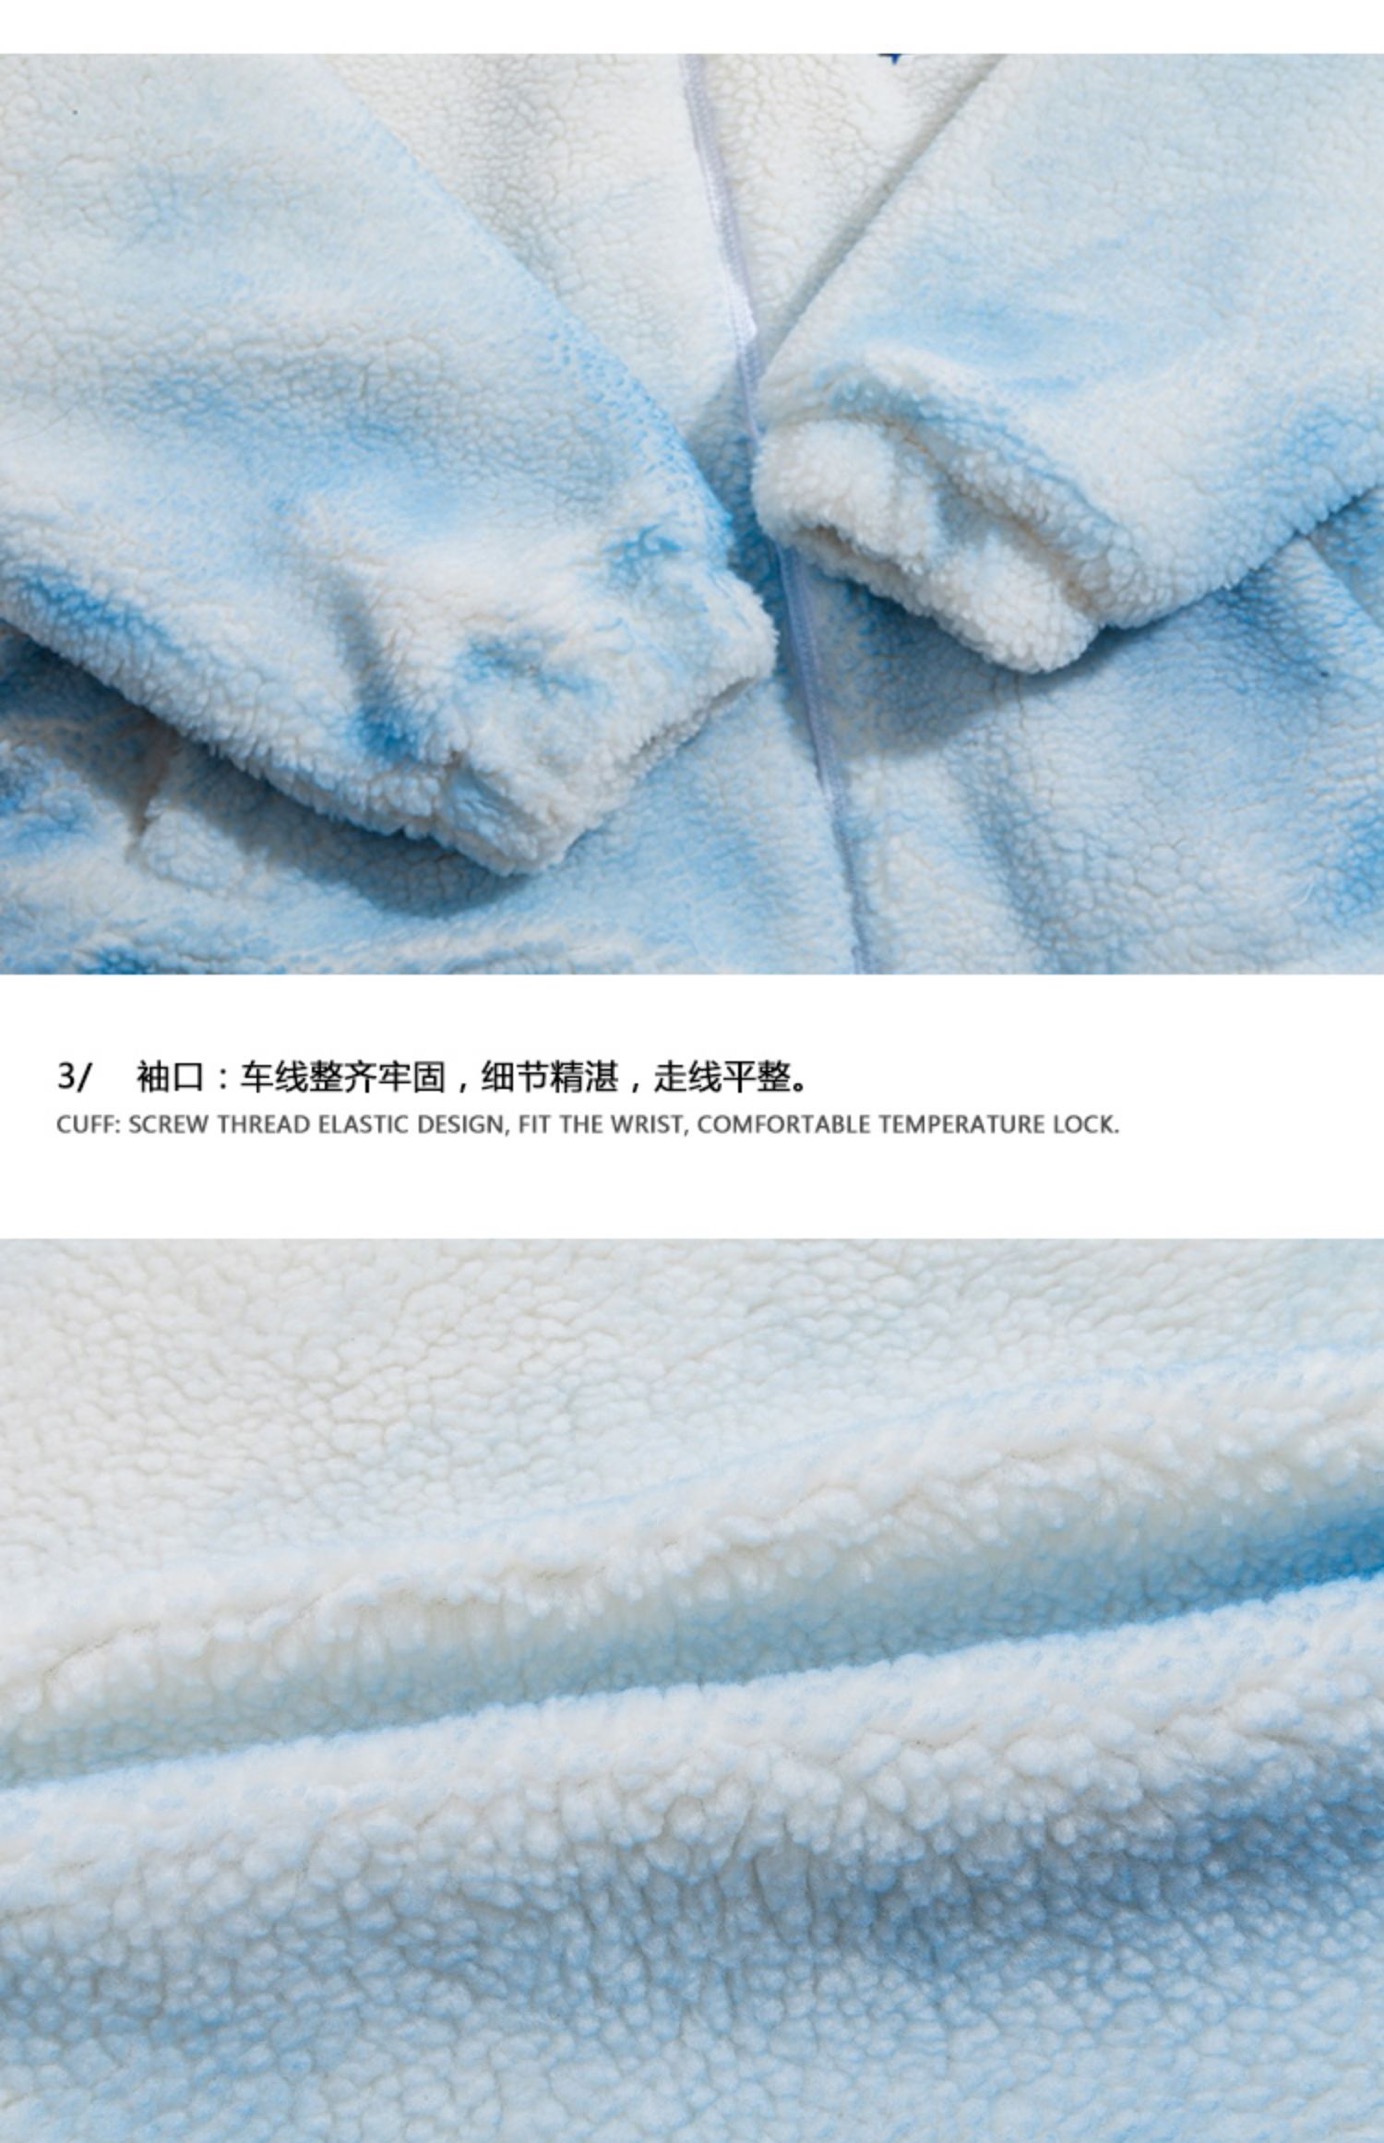 3/ 袖口：车线整齐牢固，细节精湛，走线平整。
CUFF: SCREW THREAD ELASTIC DESIGN, FIT THE WRIST, COMFORTABLE TEMPERATURE LOCK.